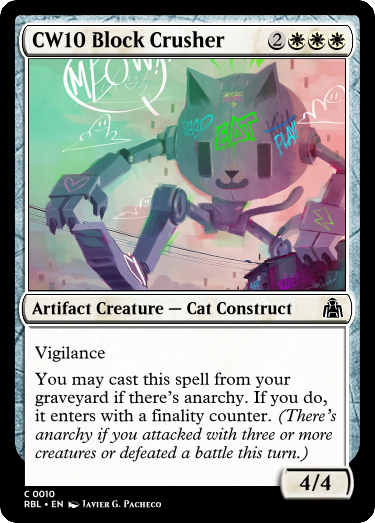 CW10 Block Crusher 2
MEOW!
PLAY
Artifact Creature — Cat Construct
Vigilance
You may cast this spell from your
graveyard if there's anarchy. If you do,
it enters with a finality counter. (There's
anarchy if you attacked with three or more
creatures or defeated a battle this turn.)
4/4
C 0010
RBL • EN Javier G. Pacheco